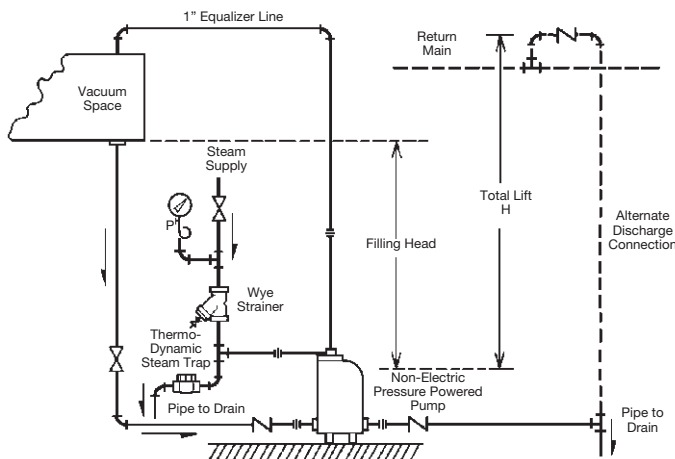 1” Equalizer Line
Return
Main
Vacuum
Space
Steam
Supply
P
Total Lift
H
Alternate
Discharge
Connection
Filling Head
Wye
Strainer
Thermo-
Dynamic
Steam Trap
Non-Electric
Pressure Powered
Pump
Pipe to Drain
Pipe to
Drain